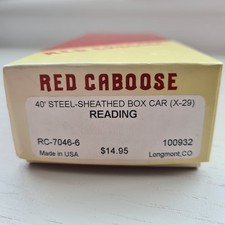 RED CABOOSE
40' STEEL-SHEATHED BOX CAR (X-29)
READING
RC-7046-6 100932
Made in USA $14.95 Longmont,CO